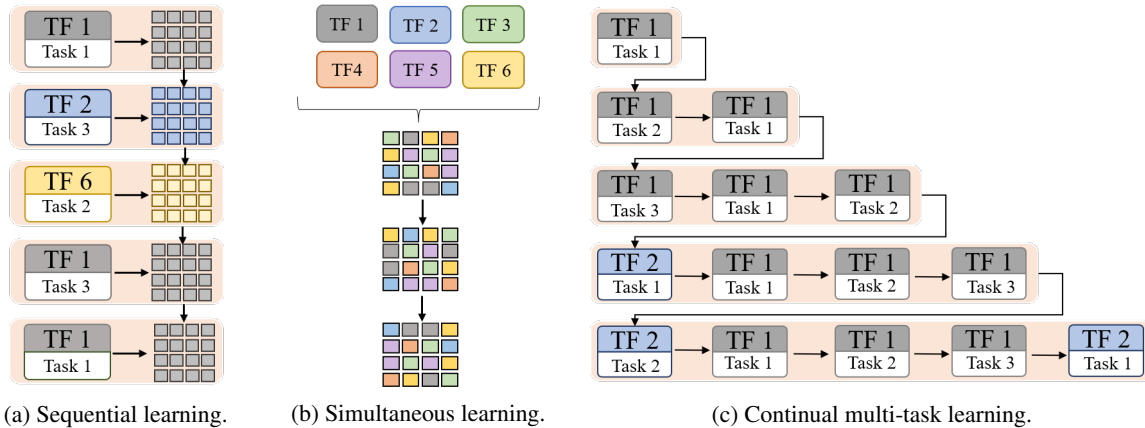 TF 1
Task 1
TF 2
Task 3
TF 6
Task 2
TF 1
Task 3
TF 1
Task 1
(a) Sequential learning.
TF 1 TF 2 TF 3
TF4 TF 5 TF 6
(b) Simultaneous learning.
TF 1
Task 1
TF 1 TF 1
Task 2 Task 1
TF 1 TF 1 TF 1
Task 3 Task 1 Task 2
TF 2 TF 1 TF 1 TF 1
Task 1 Task 1 Task 2 Task 3
TF 2 TF 1 TF 1 TF 1 TF 2
Task 2 Task 1 Task 2 Task 3 Task 1
(c) Continual multi-task learning.